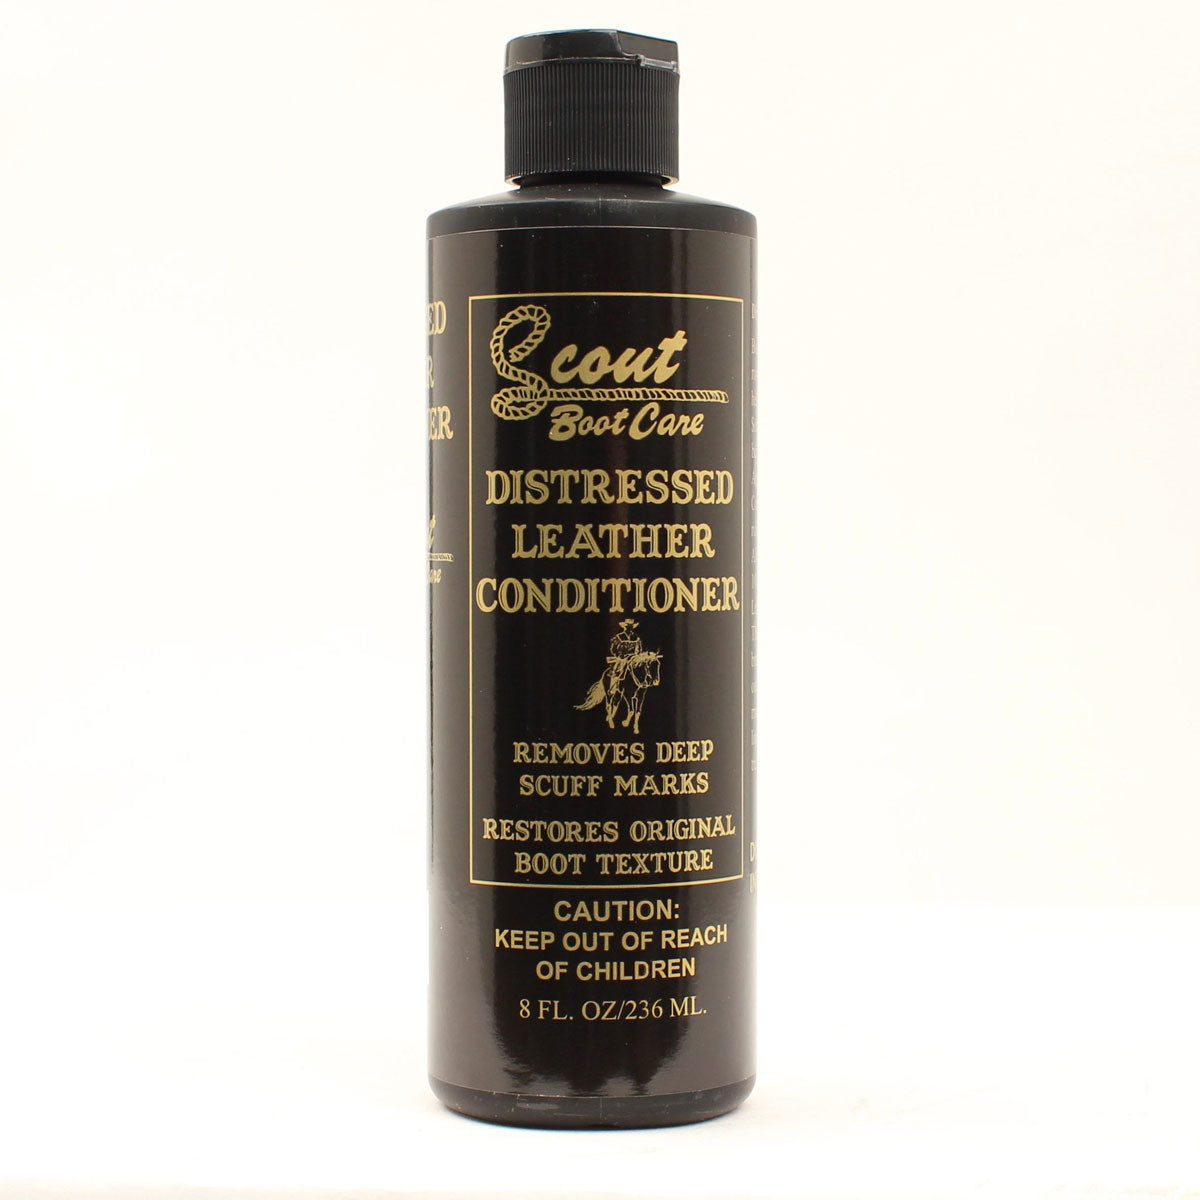 Scout
Boot Care
DISTRESSED
LEATHER
CONDITIONER
REMOVES DEEP
SCUFF MARKS
RESTORES ORIGINAL
BOOT TEXTURE
CAUTION:
KEEP OUT OF REACH
OF CHILDREN
8 FL. OZ/236 ML.